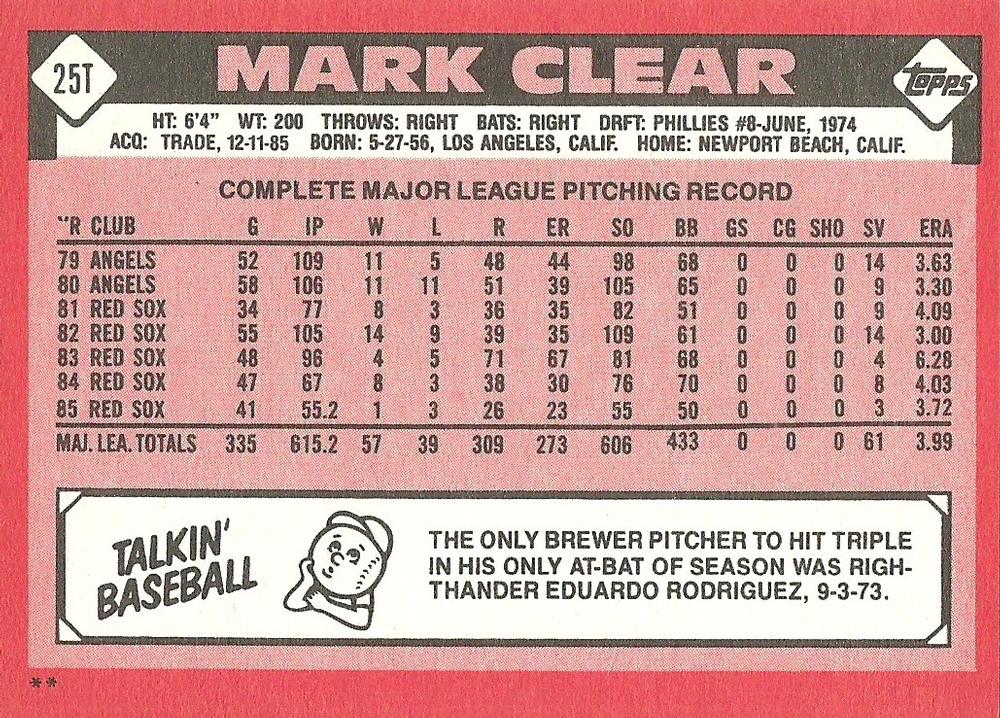 25T
MARK CLEAR
Topps
HT: 6'4" WT: 200 THROWS: RIGHT BATS: RIGHT DRFT: PHILLIES #8-JUNE, 1974
ACQ: TRADE, 12-11-85 BORN: 5-27-56, LOS ANGELES, CALIF. HOME: NEWPORT BEACH, CALIF.
COMPLETE MAJOR LEAGUE PITCHING RECORD
YR CLUB G IP W L R ER SO BB GS CG SHO SV ERA
79 ANGELS 52 109 11 5 48 44 98 68 0 0 0 14 3.63
80 ANGELS 58 106 11 11 51 39 105 65 0 0 0 9 3.30
81 RED SOX 34 77 8 3 36 35 82 51 0 0 0 9 4.09
82 RED SOX 55 105 14 9 39 35 109 61 0 0 0 14 3.00
83 RED SOX 48 96 4 5 71 67 81 68 0 0 0 4 6.28
84 RED SOX 47 67 8 3 38 30 76 70 0 0 0 8 4.03
85 RED SOX 41 55.2 1 3 26 23 55 50 0 0 0 3 3.72
MAJ. LEA. TOTALS 335 615.2 57 39 309 273 606 433 0 0 0 61 3.99
TALKIN'
BASEBALL
THE ONLY BREWER PITCHER TO HIT TRIPLE
IN HIS ONLY AT-BAT OF SEASON WAS RIGH-
THANDER EDUARDO RODRIGUEZ, 9-3-73.
**